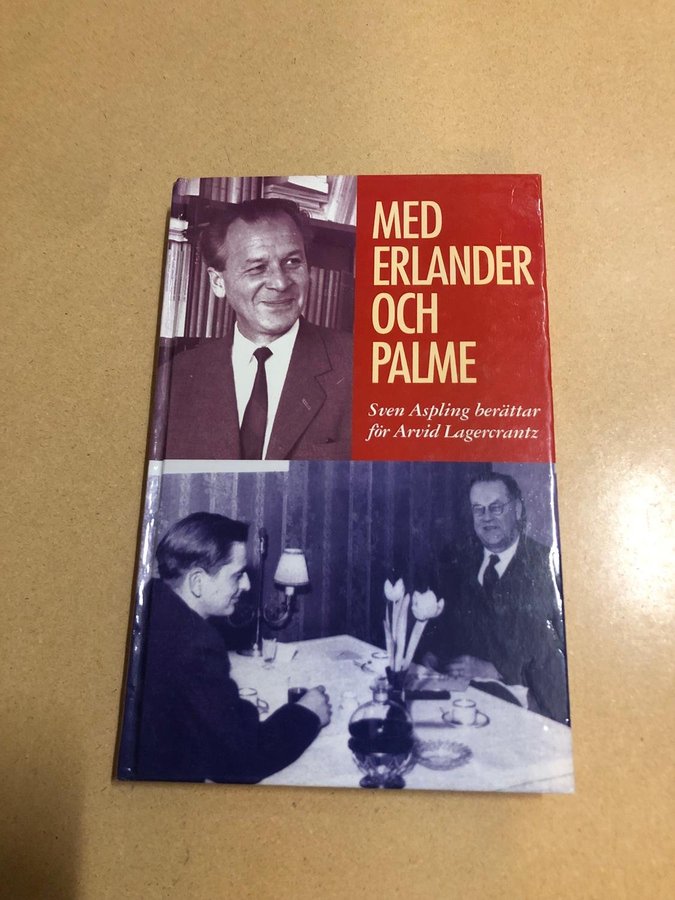 MED
ERLANDER
OCH
PALME
Sven Aspling berättar
för Arvid Lagercrantz